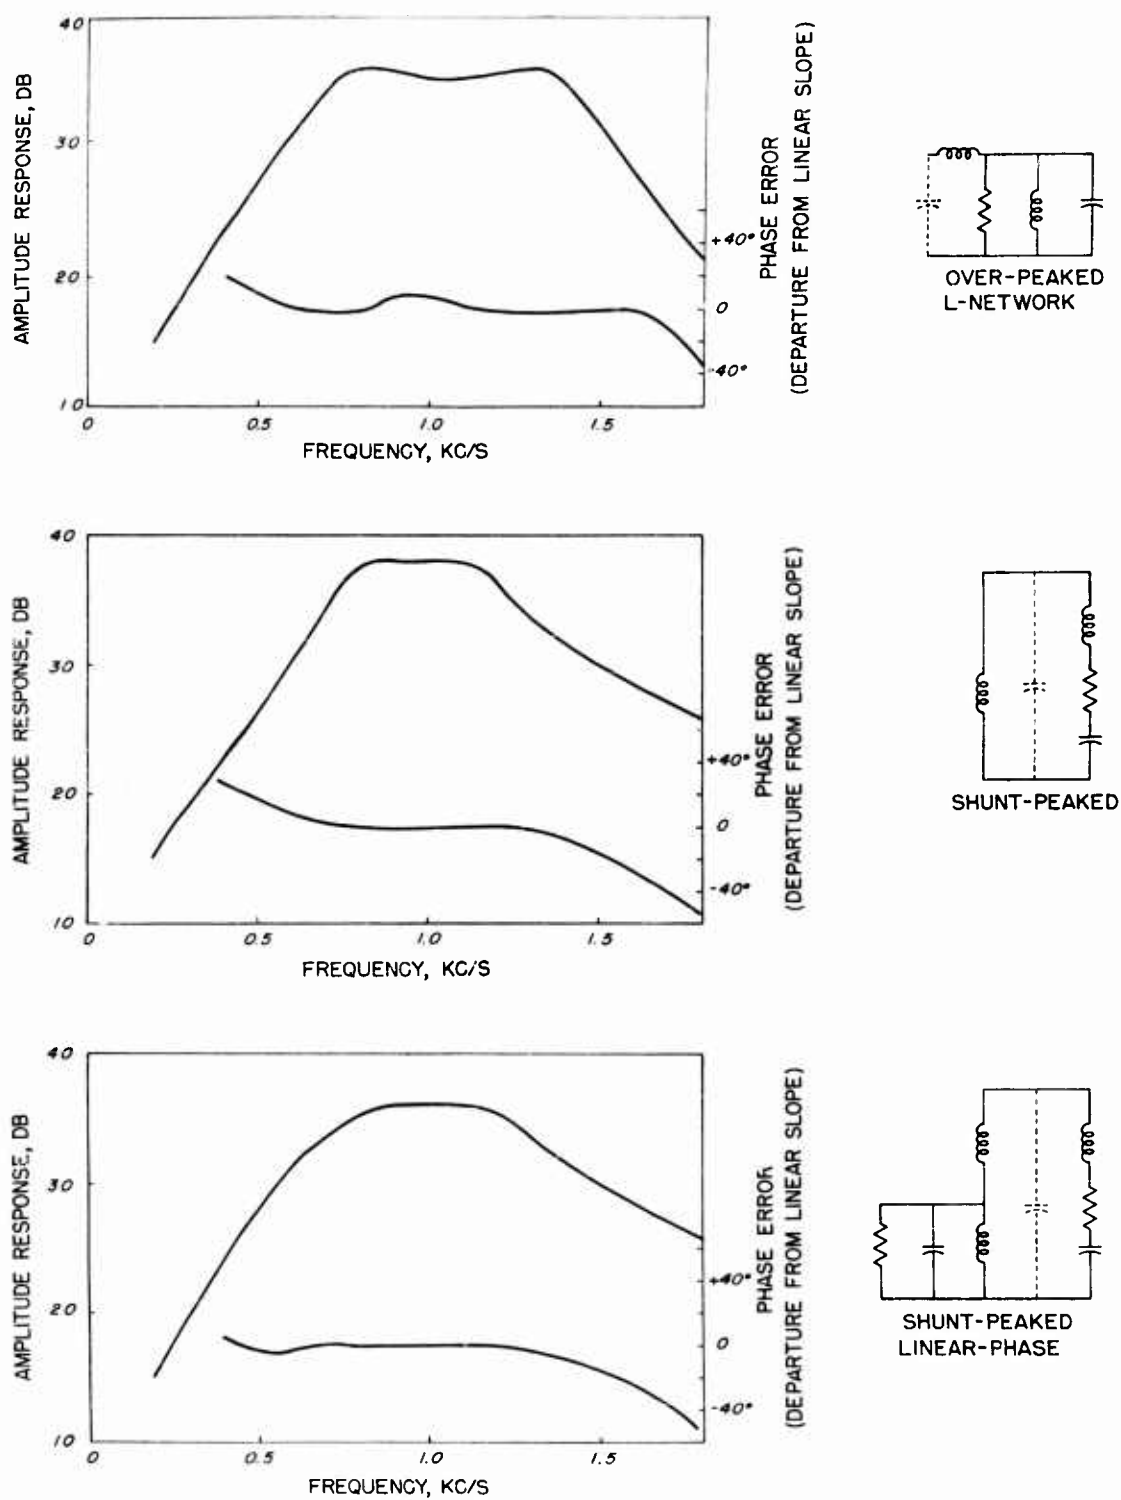 40
30
20
10
AMPLITUDE RESPONSE, DB
0
0.5
1.0
1.5
FREQUENCY, KC/S
+40°
0
-40°
PHASE ERROR
(DEPARTURE FROM LINEAR SLOPE)
OVER-PEAKED
L-NETWORK
40
30
20
10
AMPLITUDE RESPONSE, DB
0
0.5
1.0
1.5
FREQUENCY, KC/S
+40°
0
-40°
PHASE ERROR
(DEPARTURE FROM LINEAR SLOPE)
SHUNT-PEAKED
40
30
20
10
AMPLITUDE RESPONSE, DB
0
0.5
1.0
1.5
FREQUENCY, KC/S
+40°
0
-40°
PHASE ERROR
(DEPARTURE FROM LINEAR SLOPE)
SHUNT-PEAKED
LINEAR-PHASE